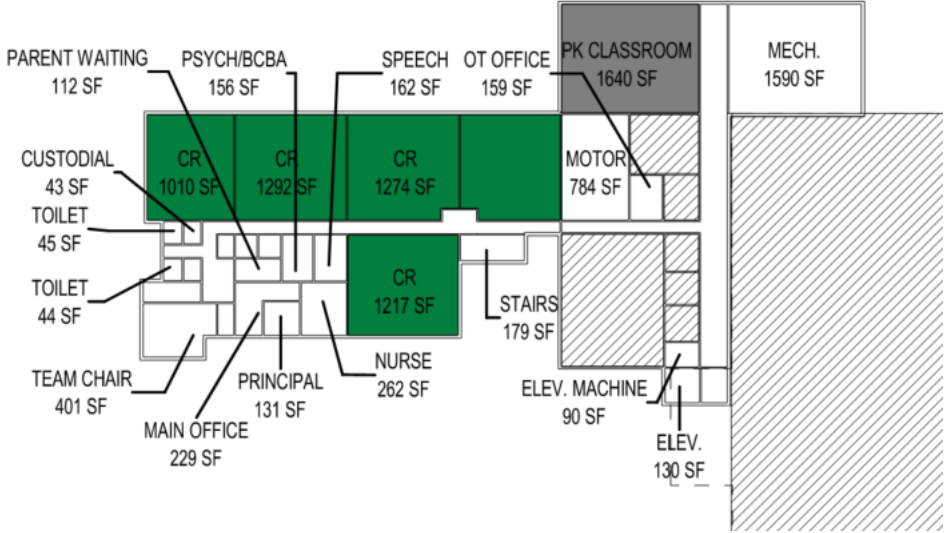 PARENT WAITING
112 SF
PSYCH/BCBA
156 SF
SPEECH
162 SF
OT OFFICE
159 SF
PK CLASSROOM
1640 SF
MECH.
1590 SF
CUSTODIAL
43 SF
TOILET
45 SF
TOILET
44 SF
CR
1010 SF
CR
1292 SF
CR
1274 SF
MOTOR
784 SF
CR
1217 SF
STAIRS
179 SF
TEAM CHAIR
401 SF
PRINCIPAL
131 SF
MAIN OFFICE
229 SF
NURSE
262 SF
ELEV. MACHINE
90 SF
ELEV.
130 SF